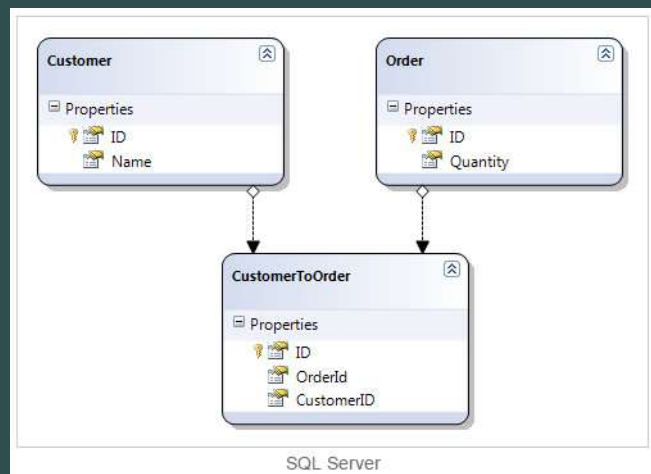 Customer
Properties
ID
Name
Order
Properties
ID
Quantity
CustomerToOrder
Properties
ID
OrderId
CustomerID
SQL Server